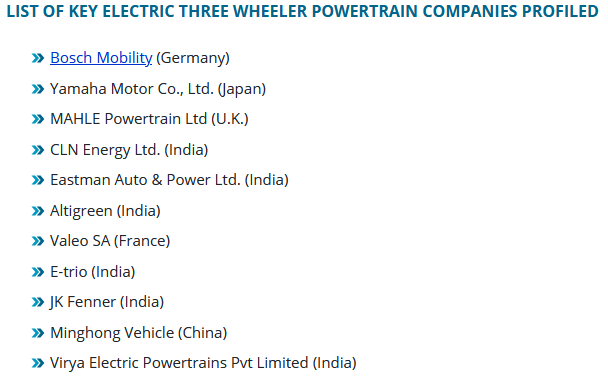 LIST OF KEY ELECTRIC THREE WHEELER POWERTRAIN COMPANIES PROFILED
Bosch Mobility (Germany)
Yamaha Motor Co., Ltd. (Japan)
MAHLE Powertrain Ltd (U.K.)
CLN Energy Ltd. (India)
Eastman Auto & Power Ltd. (India)
Altigreen (India)
Valeo SA (France)
E-trio (India)
JK Fenner (India)
Minghong Vehicle (China)
Virya Electric Powertrains Pvt Limited (India)